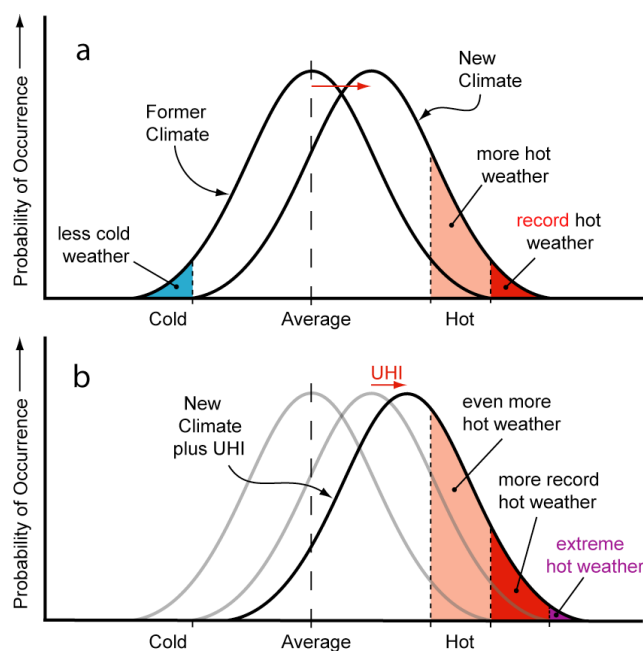 a
New
Climate
Former
Climate
more hot
weather
less cold
weather
record hot
weather
Probability of Occurrence
Cold
Average
Hot
b
UHI
New
Climate
plus UHI
even more
hot weather
more record
hot weather
extreme
hot weather
Probability of Occurrence
Cold
Average
Hot